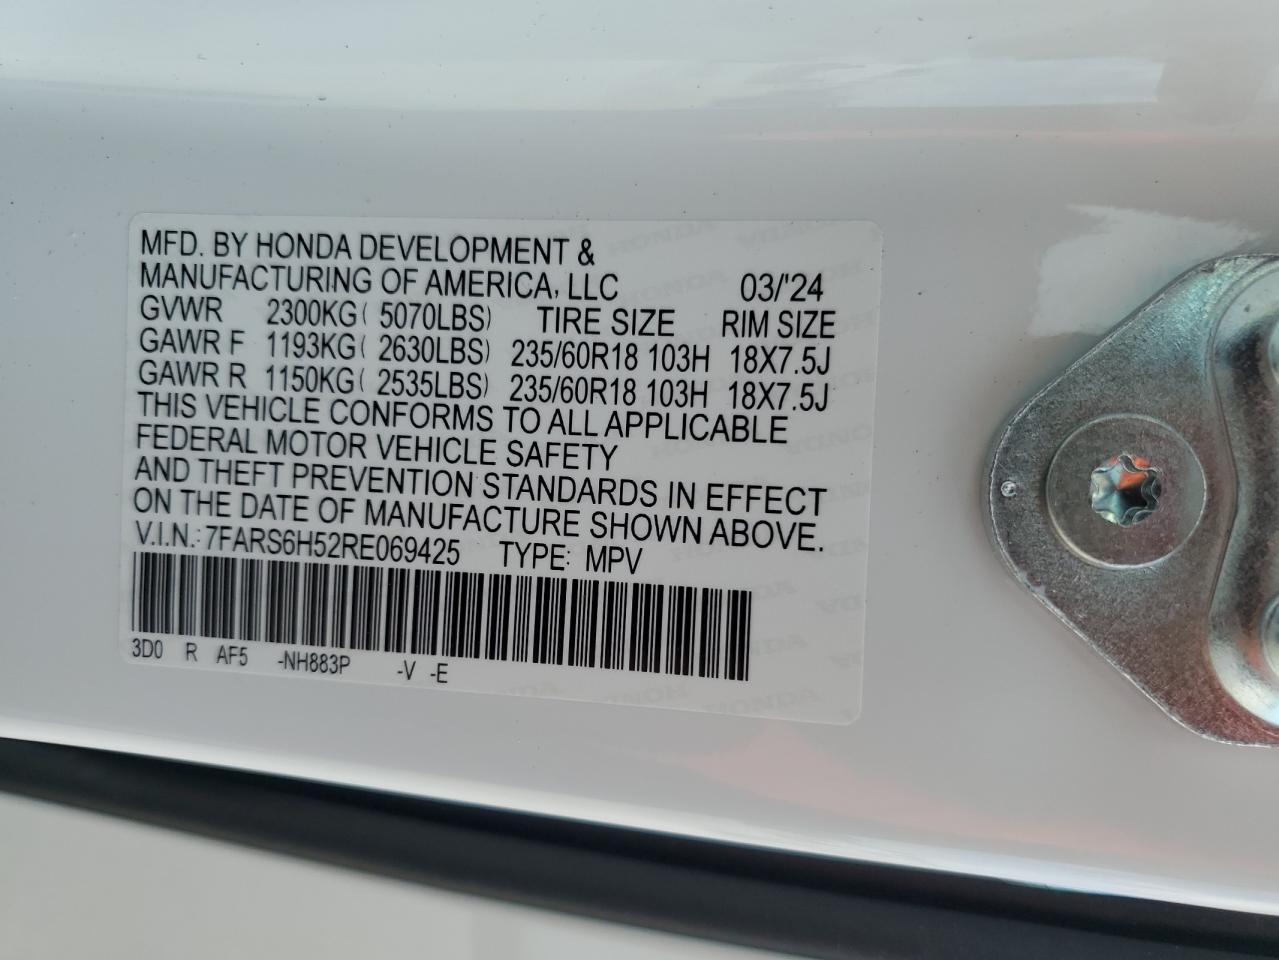 MFD. BY HONDA DEVELOPMENT &
MANUFACTURING OF AMERICA, LLC 03/'24
GVWR 2300KG( 5070LBS) TIRE SIZE RIM SIZE
GAWR F 1193KG( 2630LBS) 235/60R18 103H 18X7.5J
GAWR R 1150KG( 2535LBS) 235/60R18 103H 18X7.5J
THIS VEHICLE CONFORMS TO ALL APPLICABLE
FEDERAL MOTOR VEHICLE SAFETY
AND THEFT PREVENTION STANDARDS IN EFFECT
ON THE DATE OF MANUFACTURE SHOWN ABOVE.
V.I.N.: 7FARS6H52RE069425 TYPE: MPV
3D0 R AF5 -NH883P -V -E